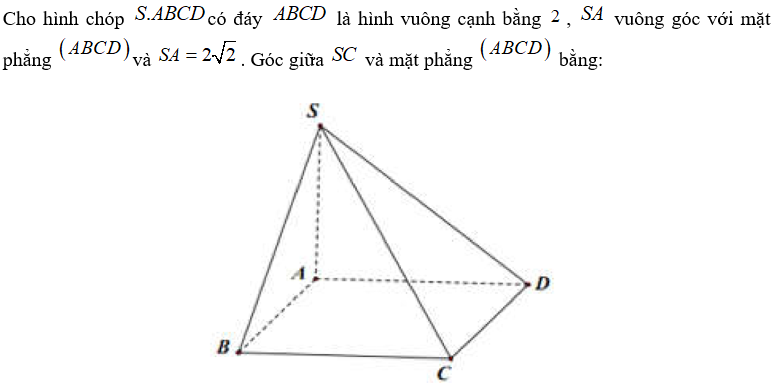 Cho hình chóp S.ABCD có đáy ABCD là hình vuông cạnh bằng 2 , SA vuông góc với mặt
phẳng (ABCD) và SA = 2√2 . Góc giữa SC và mặt phẳng (ABCD) bằng:
S
A
D
B
C